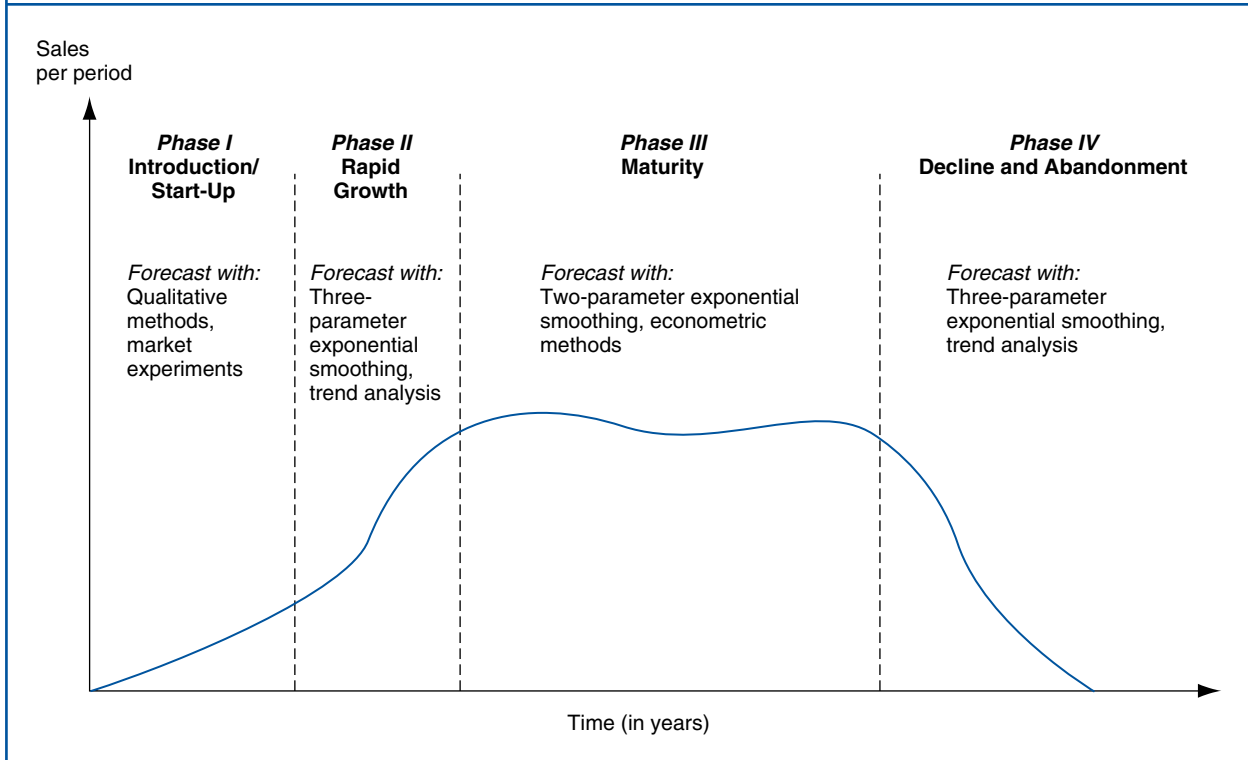 Sales
per period
Phase I
Introduction/
Start-Up
Forecast with:
Qualitative
methods,
market
experiments
Phase II
Rapid
Growth
Forecast with:
Three-
parameter
exponential
smoothing,
trend analysis
Phase III
Maturity
Forecast with:
Two-parameter exponential
smoothing, econometric
methods
Phase IV
Decline and Abandonment
Forecast with:
Three-parameter
exponential smoothing,
trend analysis
Time (in years)